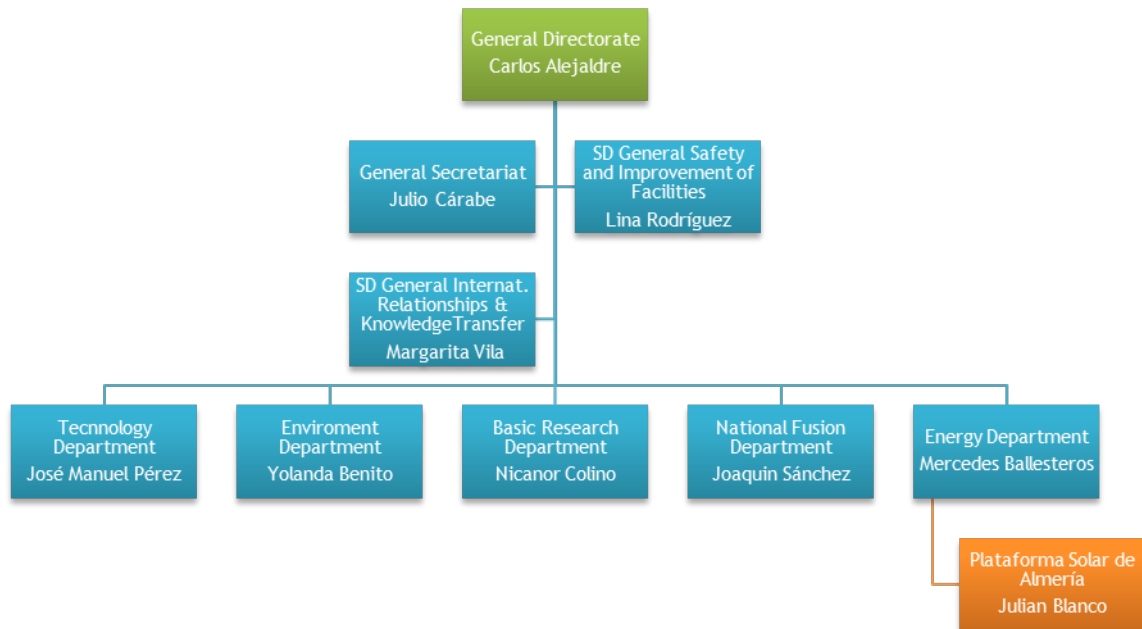 General Directorate
Carlos Alejaldre
General Secretariat
Julio Cárabe
SD General Safety
and Improvement of
Facilities
Lina Rodríguez
SD General Internat.
Relationships &
KnowledgeTransfer
Margarita Vila
Tecnnology
Department
José Manuel Pérez
Enviroment
Department
Yolanda Benito
Basic Research
Department
Nicanor Colino
National Fusion
Department
Joaquin Sánchez
Energy Department
Mercedes Ballesteros
Plataforma Solar de
Almería
Julian Blanco